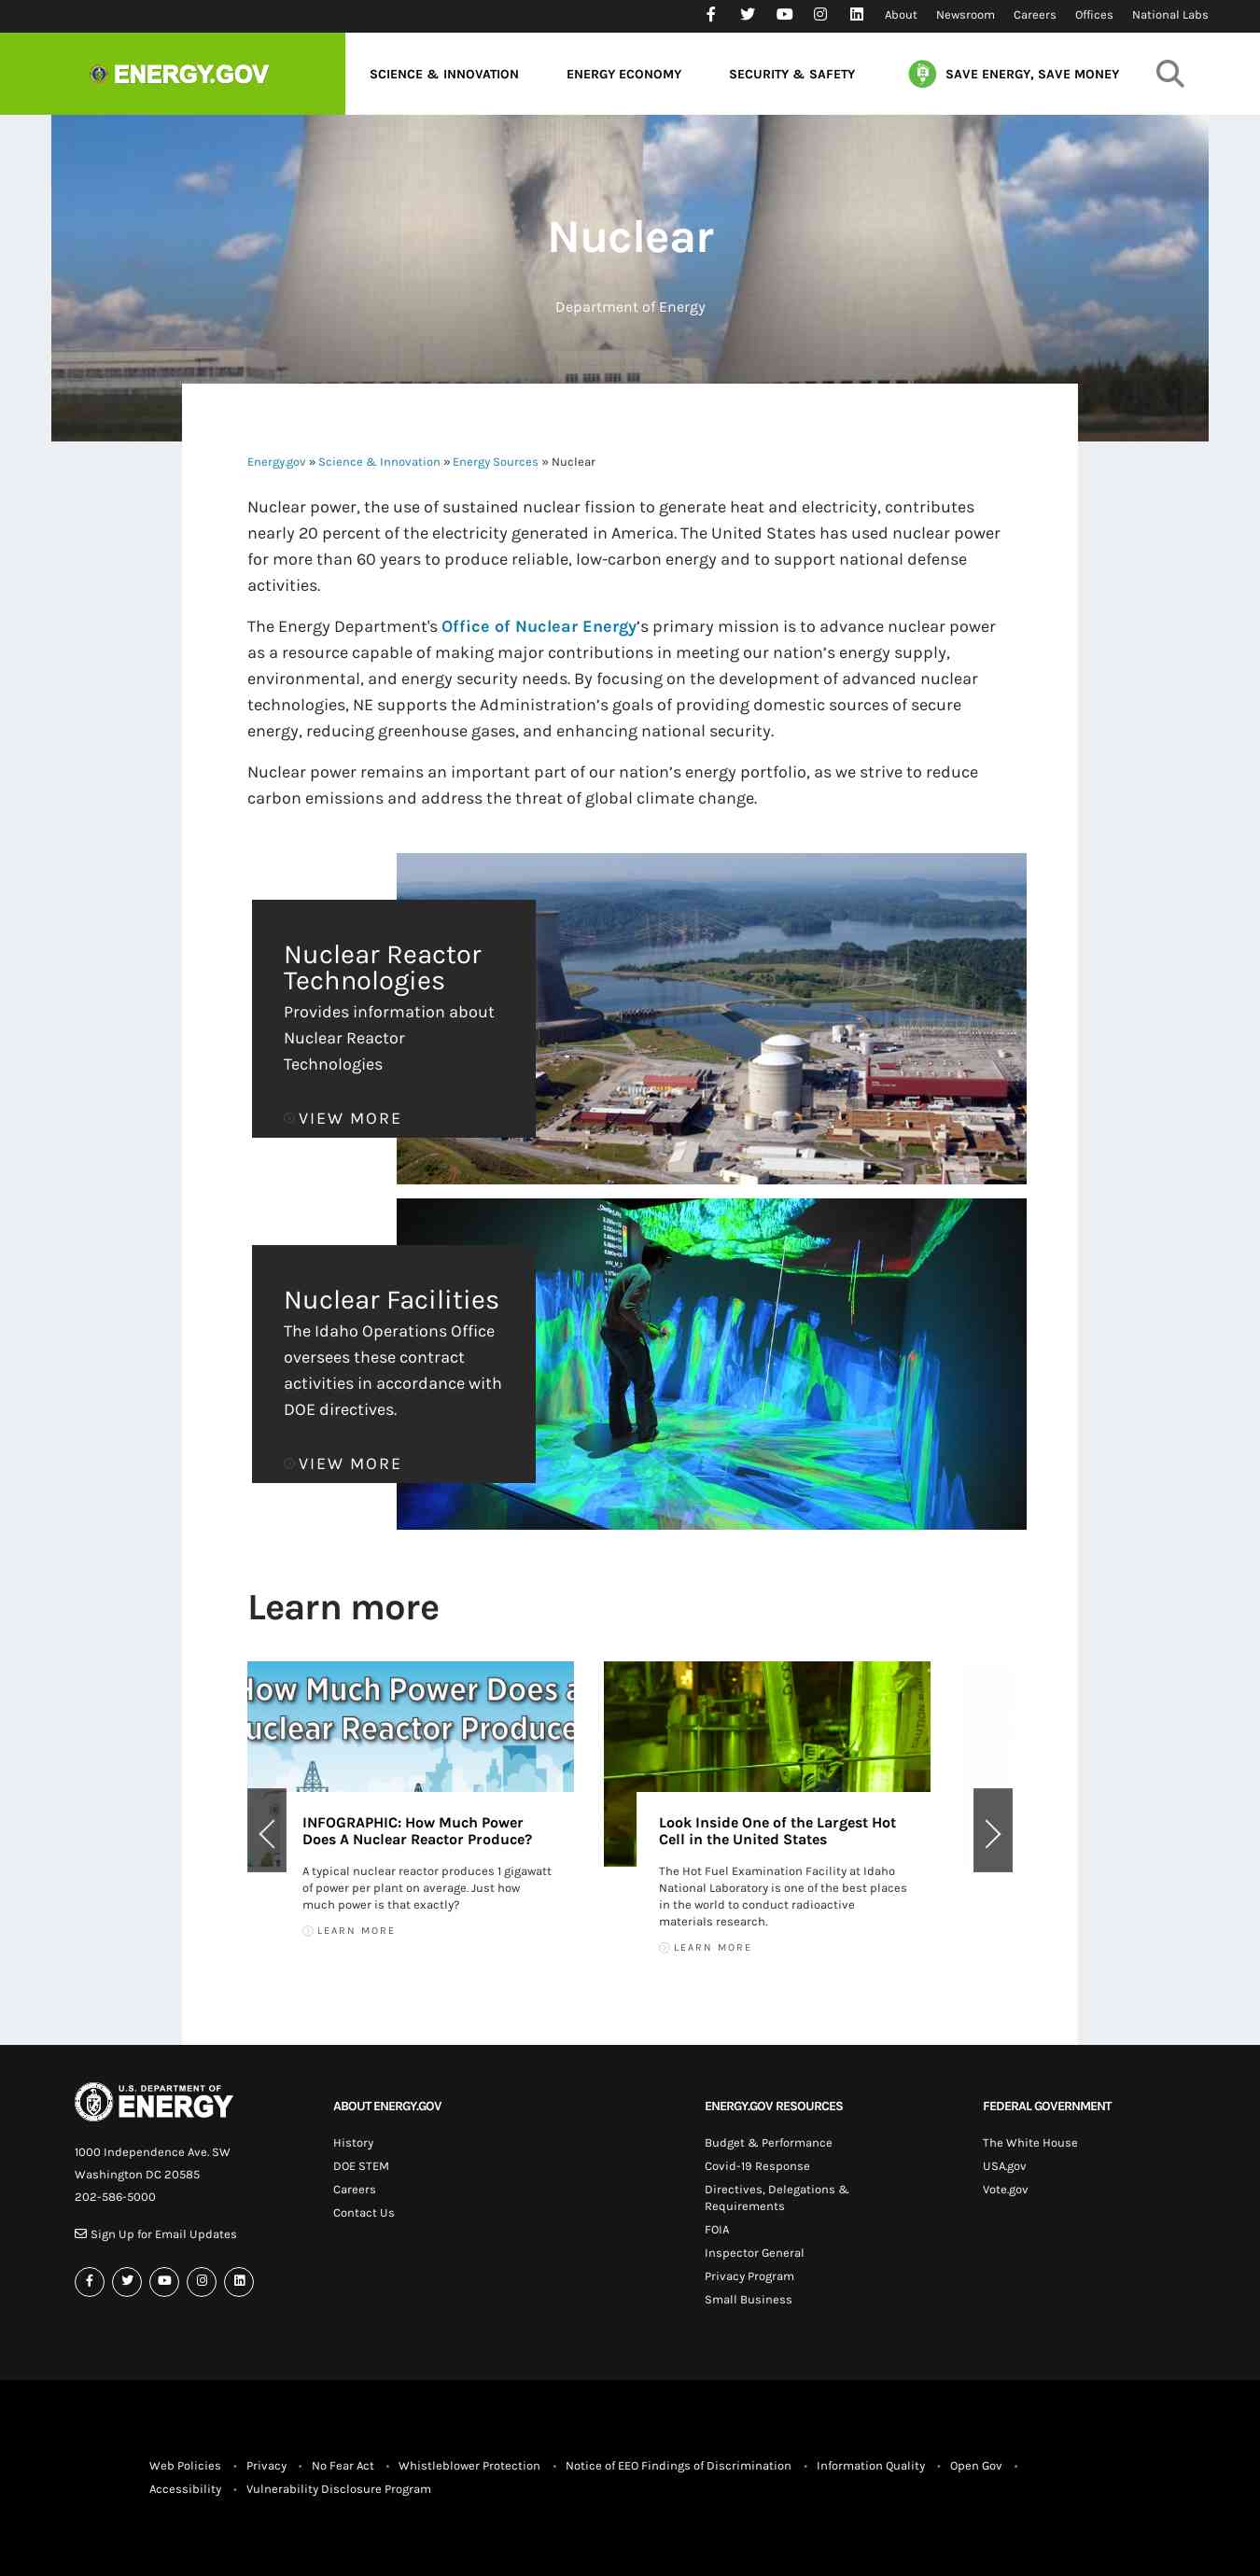 About Newsroom Careers Offices National Labs
ENERGY.GOV
SCIENCE & INNOVATION ENERGY ECONOMY SECURITY & SAFETY SAVE ENERGY, SAVE MONEY
Nuclear
Department of Energy
Energy.gov » Science & Innovation » Energy Sources » Nuclear
Nuclear power, the use of sustained nuclear fission to generate heat and electricity, contributes
nearly 20 percent of the electricity generated in America. The United States has used nuclear power
for more than 60 years to produce reliable, low-carbon energy and to support national defense
activities.
The Energy Department's Office of Nuclear Energy’s primary mission is to advance nuclear power
as a resource capable of making major contributions in meeting our nation’s energy supply,
environmental, and energy security needs. By focusing on the development of advanced nuclear
technologies, NE supports the Administration’s goals of providing domestic sources of secure
energy, reducing greenhouse gases, and enhancing national security.
Nuclear power remains an important part of our nation’s energy portfolio, as we strive to reduce
carbon emissions and address the threat of global climate change.
Nuclear Reactor
Technologies
Provides information about
Nuclear Reactor
Technologies
VIEW MORE
Nuclear Facilities
The Idaho Operations Office
oversees these contract
activities in accordance with
DOE directives.
VIEW MORE
Learn more
How Much Power Does a
uclear Reactor Produce
INFOGRAPHIC: How Much Power
Does A Nuclear Reactor Produce?
A typical nuclear reactor produces 1 gigawatt
of power per plant on average. Just how
much power is that exactly?
LEARN MORE
Look Inside One of the Largest Hot
Cell in the United States
The Hot Fuel Examination Facility at Idaho
National Laboratory is one of the best places
in the world to conduct radioactive
materials research.
LEARN MORE
U.S. DEPARTMENT OF
ENERGY
1000 Independence Ave. SW
Washington DC 20585
202-586-5000
Sign Up for Email Updates
ABOUT ENERGY.GOV
History
DOE STEM
Careers
Contact Us
ENERGY.GOV RESOURCES
Budget & Performance
Covid-19 Response
Directives, Delegations &
Requirements
FOIA
Inspector General
Privacy Program
Small Business
FEDERAL GOVERNMENT
The White House
USA.gov
Vote.gov
Web Policies • Privacy • No Fear Act • Whistleblower Protection • Notice of EEO Findings of Discrimination • Information Quality • Open Gov •
Accessibility • Vulnerability Disclosure Program